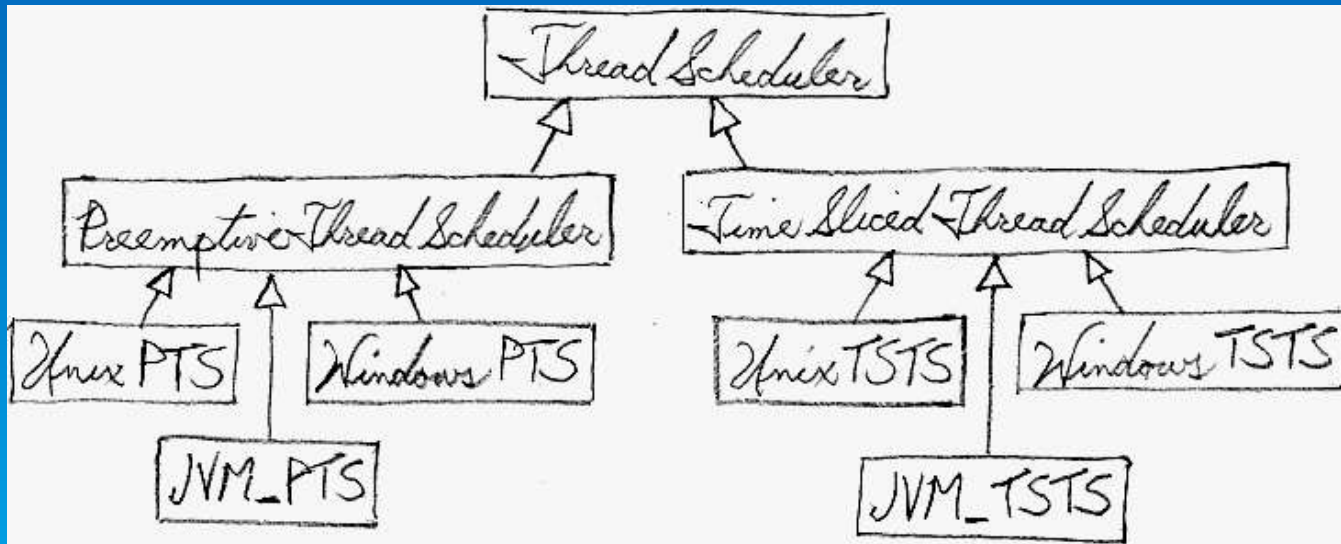 Thread Scheduler
Preemptive Thread Scheduler
Time Sliced Thread Scheduler
Unix PTS
Windows PTS
Unix TSTS
Windows TSTS
JVM_PTS
JVM_TSTS